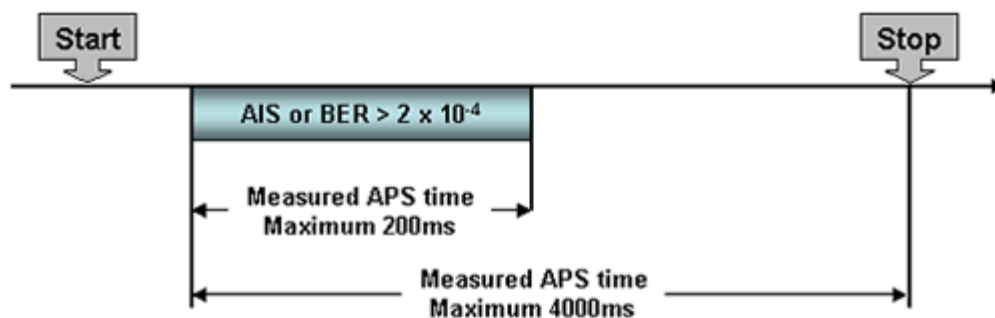 Start
Stop
AIS or BER > 2 x 10⁻⁴
Measured APS time
Maximum 200ms
Measured APS time
Maximum 4000ms